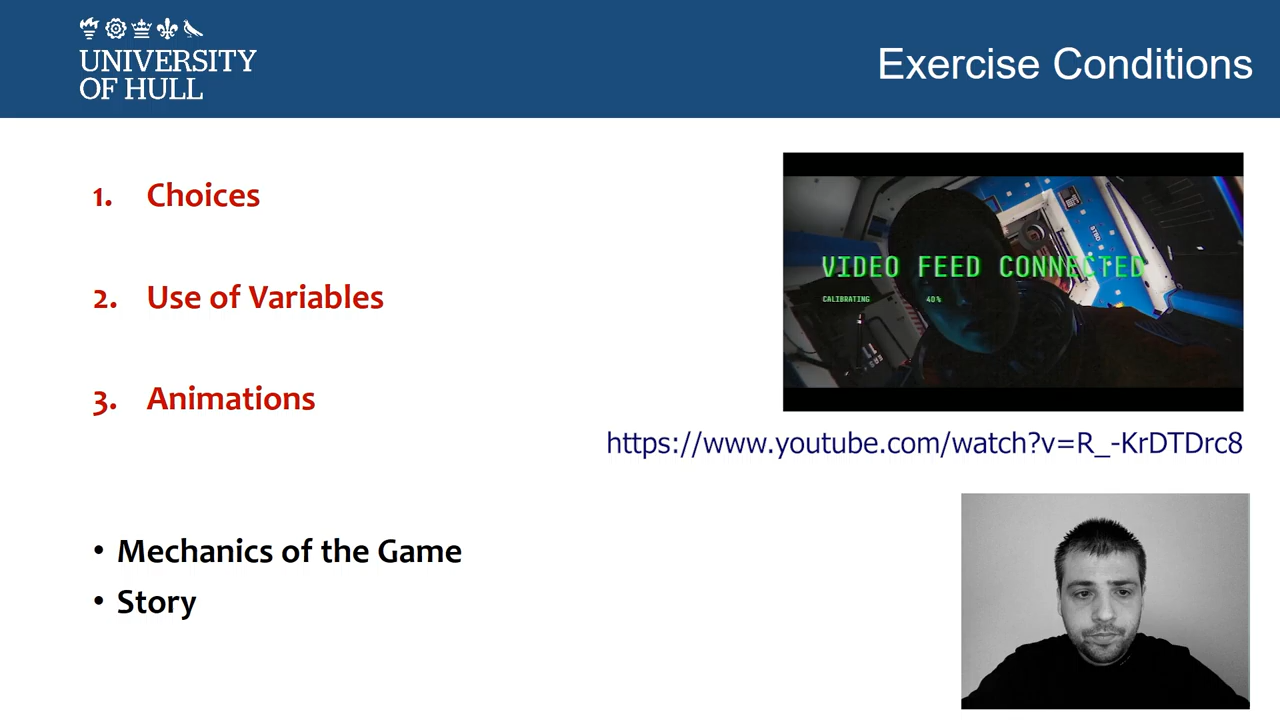 UNIVERSITY
OF HULL
Exercise Conditions
1. Choices
2. Use of Variables
3. Animations
VIDEO FEED CONNECTED
CALIBRATING 40%
STBD
https://www.youtube.com/watch?v=R_-KrDTDrc8
• Mechanics of the Game
• Story